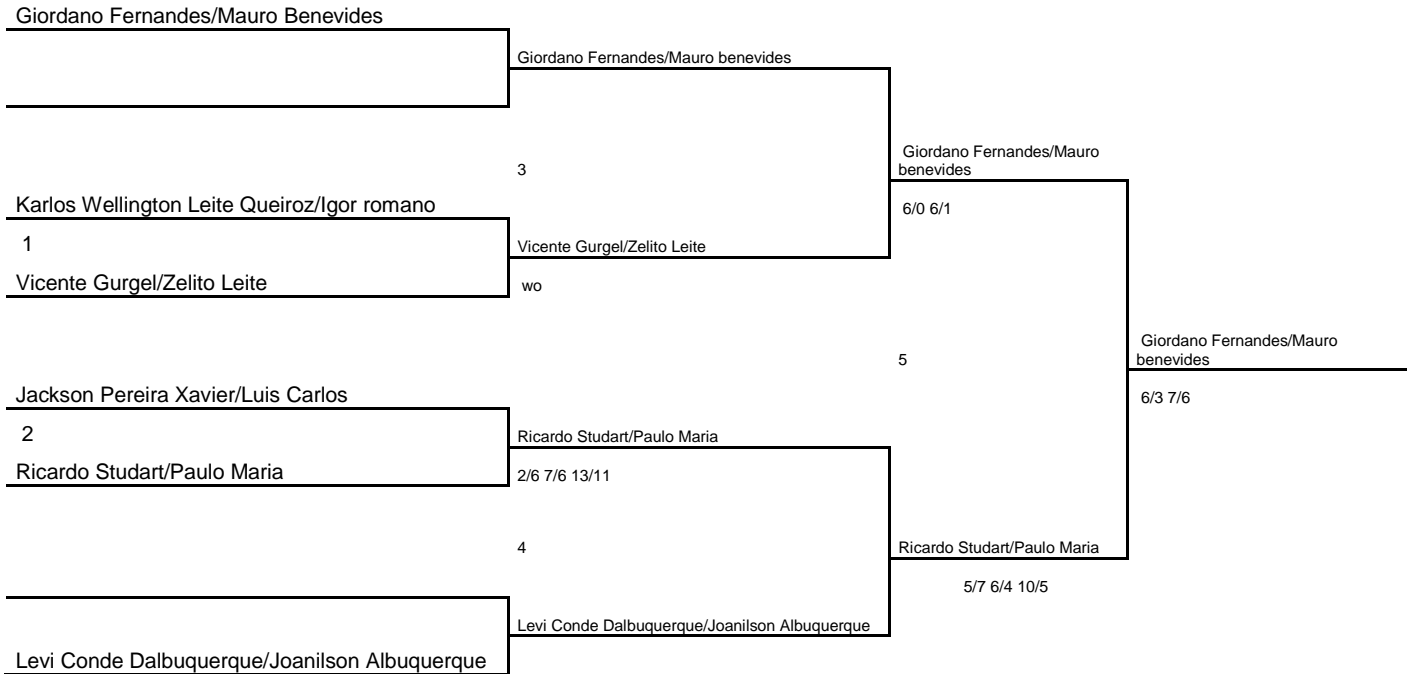 Giordano Fernandes/Mauro Benevides
Giordano Fernandes/Mauro benevides
Giordano Fernandes/Mauro
benevides
3
Karlos Wellington Leite Queiroz/Igor romano
6/0 6/1
1
Vicente Gurgel/Zelito Leite
Vicente Gurgel/Zelito Leite
wo
Giordano Fernandes/Mauro
benevides
5
Jackson Pereira Xavier/Luis Carlos
6/3 7/6
2
Ricardo Studart/Paulo Maria
Ricardo Studart/Paulo Maria
2/6 7/6 13/11
4
Ricardo Studart/Paulo Maria
5/7 6/4 10/5
Levi Conde Dalbuquerque/Joanilson Albuquerque
Levi Conde Dalbuquerque/Joanilson Albuquerque